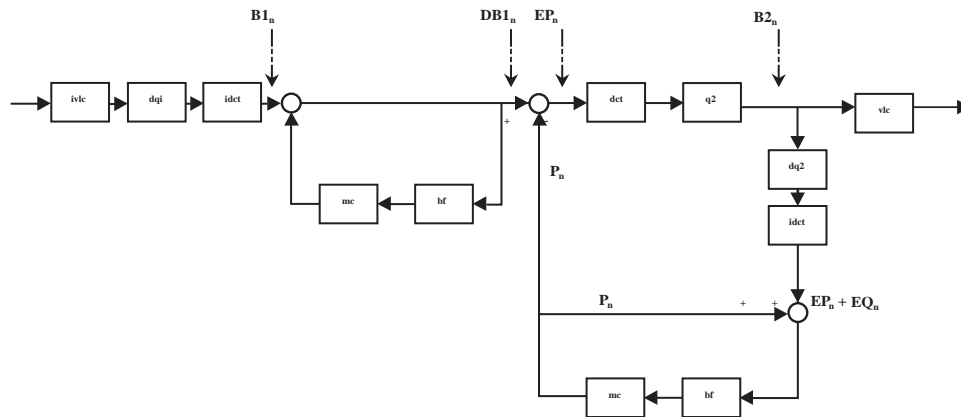 B1n DB1n EPn B2n
ivlc dqi idct dct q2 vlc
+ -
Pn dq2
mc bf idct
Pn + + EPn + EQn
mc bf